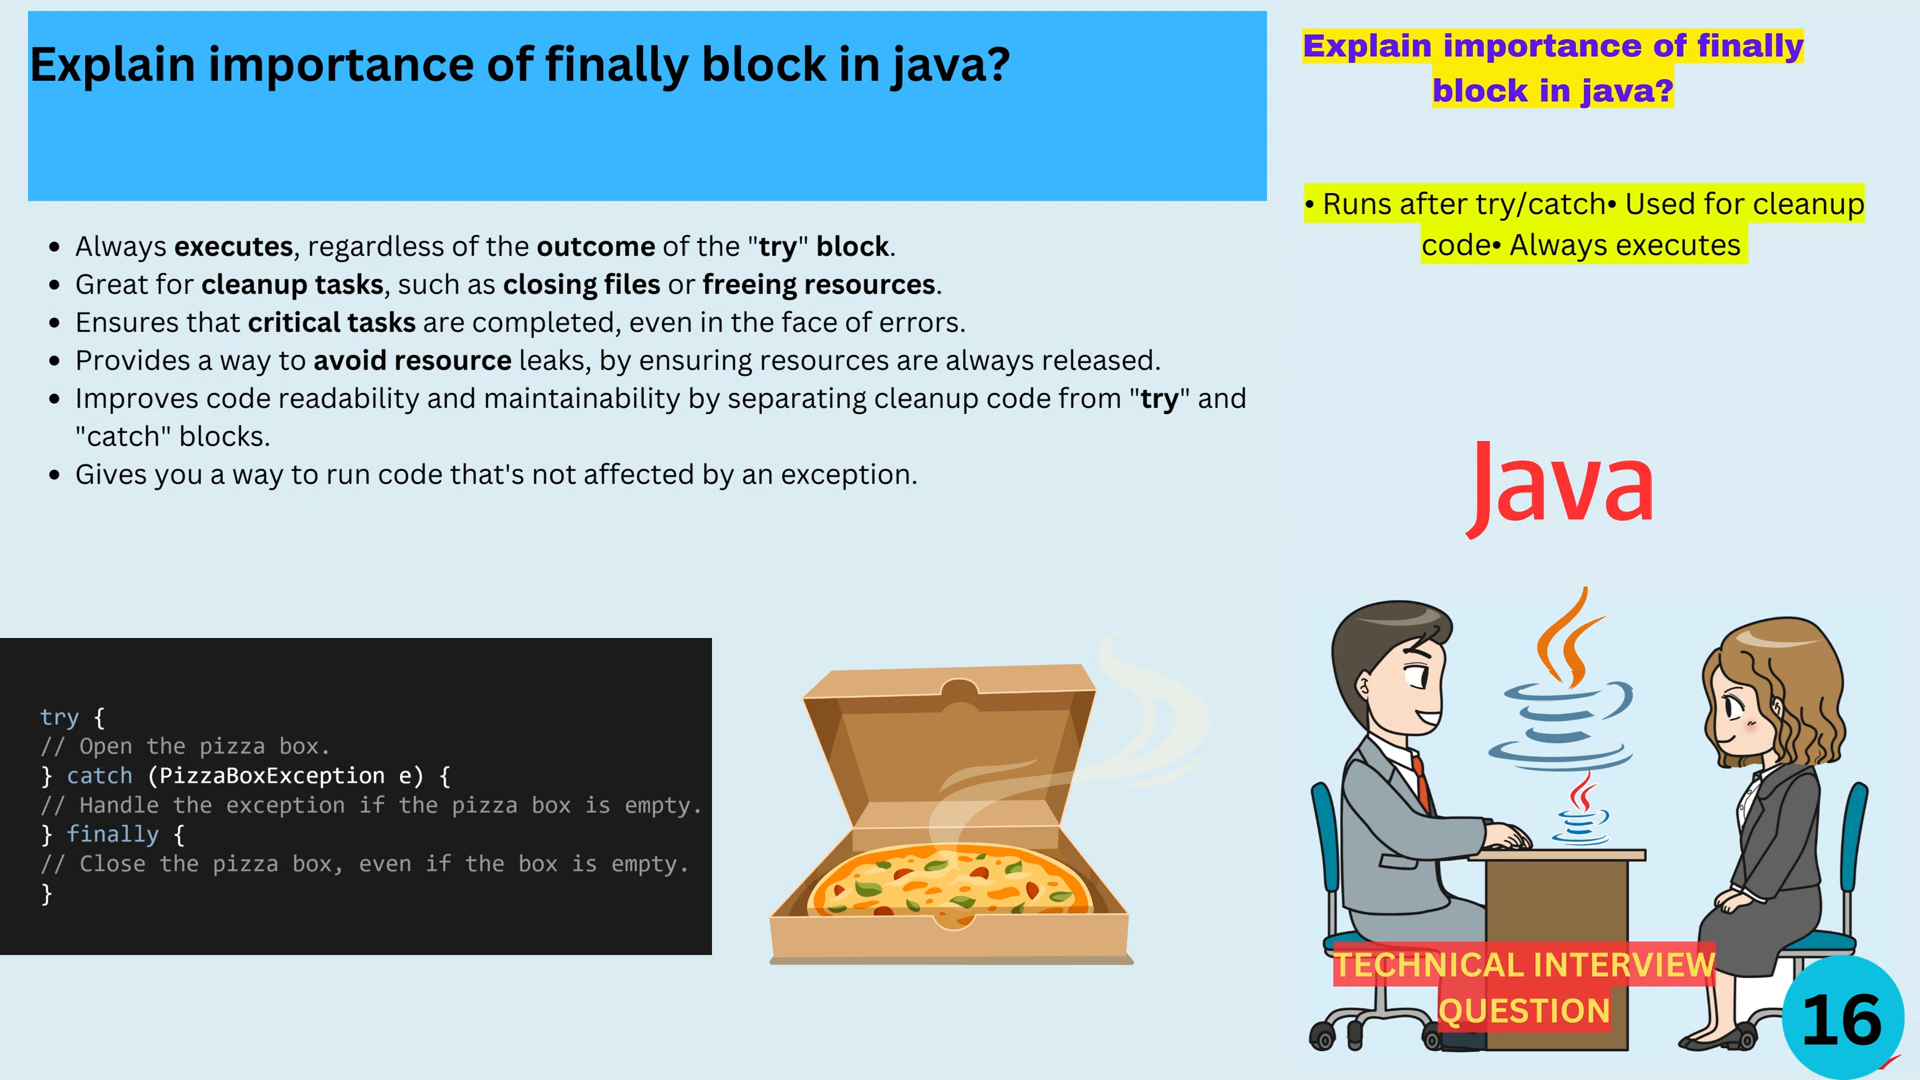 Explain importance of finally block in java?
• Always executes, regardless of the outcome of the "try" block.
• Great for cleanup tasks, such as closing files or freeing resources.
• Ensures that critical tasks are completed, even in the face of errors.
• Provides a way to avoid resource leaks, by ensuring resources are always released.
• Improves code readability and maintainability by separating cleanup code from "try" and
"catch" blocks.
• Gives you a way to run code that's not affected by an exception.
try {
// Open the pizza box.
} catch (PizzaBoxException e) {
// Handle the exception if the pizza box is empty.
} finally {
// Close the pizza box, even if the box is empty.
}
Explain importance of finally
block in java?
• Runs after try/catch• Used for cleanup
code• Always executes
Java
TECHNICAL INTERVIEW
QUESTION
16